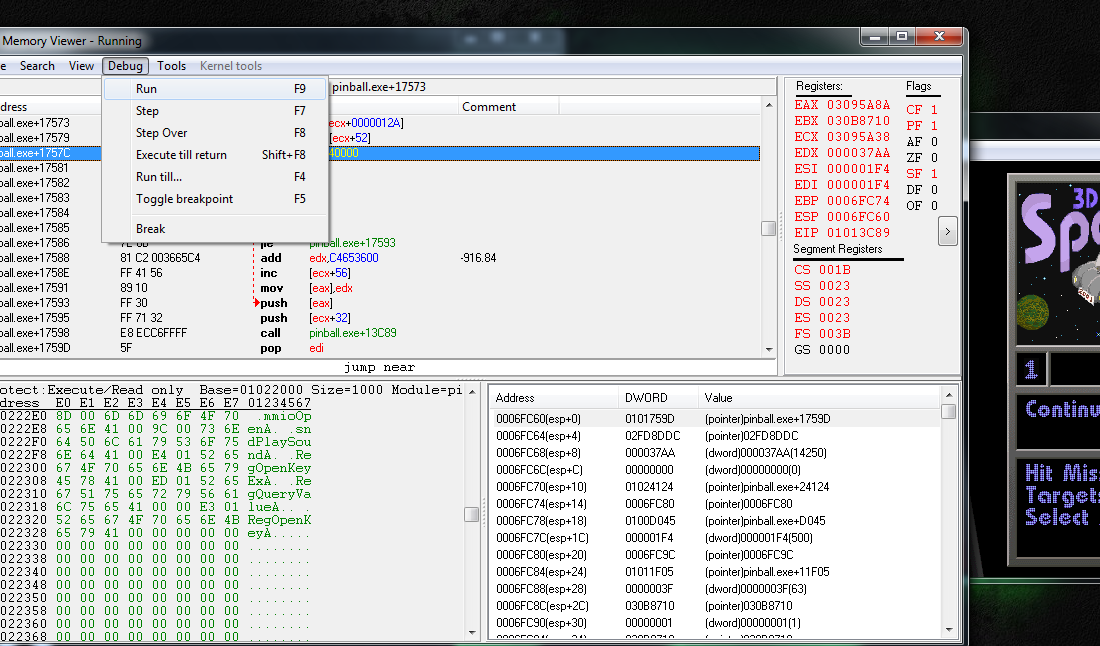 Memory Viewer - Running
e Search View Debug Tools Kernel tools
Run F9
Step F7
Step Over F8
Execute till return Shift+F8
Run till... F4
Toggle breakpoint F5
Break
pinball.exe+17573
dress Comment
ball.exe+17573 ecx+0000012A]
ball.exe+17579 [ecx+52]
ball.exe+1757C 40000
ball.exe+17581
ball.exe+17582
ball.exe+17583
ball.exe+17584
ball.exe+17585
ball.exe+17586 7E 0B jle pinball.exe+17593
ball.exe+17588 81 C2 003665C4 add edx,C4653600 -916.84
ball.exe+1758E FF 41 56 inc [ecx+56]
ball.exe+17591 89 10 mov [eax],edx
ball.exe+17593 FF 30 push [eax]
ball.exe+17595 FF 71 32 push [ecx+32]
ball.exe+17598 E8 ECC6FFFF call pinball.exe+13C89
ball.exe+1759D 5F pop edi
jump near
Registers: Flags
EAX 03095A8A CF 1
EBX 030B8710 PF 1
ECX 03095A38 AF 0
EDX 000037AA ZF 0
ESI 000001F4 SF 1
EDI 000001F4 DF 0
EBP 0006FC74 OF 0
ESP 0006FC60
EIP 01013C89
>
Segment Registers
CS 001B
SS 0023
DS 0023
ES 0023
FS 003B
GS 0000
otect:Execute/Read only Base=01022000 Size=1000 Module=pi
dress E0 E1 E2 E3 E4 E5 E6 E7 01234567
0222E0 8D 00 6D 6D 69 6F 4F 70 ..mmioOp
0222E8 65 6E 41 00 9C 00 73 6E enA...sn
0222F0 64 50 6C 61 79 53 6F 75 dPlaySou
0222F8 6E 64 41 00 E4 01 52 65 ndA...Re
022300 67 4F 70 65 6E 4B 65 79 gOpenKey
022308 45 78 41 00 ED 01 52 65 ExA...Re
022310 67 51 75 65 72 79 56 61 gQueryVa
022318 6C 75 65 41 00 00 E3 01 lueA....
022320 52 65 67 4F 70 65 6E 4B RegOpenK
022328 65 79 41 00 00 00 00 00 eyA.....
022330 00 00 00 00 00 00 00 00 ........
022338 00 00 00 00 00 00 00 00 ........
022340 00 00 00 00 00 00 00 00 ........
022348 00 00 00 00 00 00 00 00 ........
022350 00 00 00 00 00 00 00 00 ........
022358 00 00 00 00 00 00 00 00 ........
022360 00 00 00 00 00 00 00 00 ........
022368 00 00 00 00 00 00 00 00 ........
Address DWORD Value
0006FC60(esp+0) 0101759D (pointer)pinball.exe+1759D
0006FC64(esp+4) 02FD8DDC (pointer)02FD8DDC
0006FC68(esp+8) 000037AA (dword)000037AA(14250)
0006FC6C(esp+C) 00000000 (dword)00000000(0)
0006FC70(esp+10) 01024124 (pointer)pinball.exe+24124
0006FC74(esp+14) 0006FC80 (pointer)0006FC80
0006FC78(esp+18) 0100D045 (pointer)pinball.exe+D045
0006FC7C(esp+1C) 000001F4 (dword)000001F4(500)
0006FC80(esp+20) 0006FC9C (pointer)0006FC9C
0006FC84(esp+24) 01011F05 (pointer)pinball.exe+11F05
0006FC88(esp+28) 0000003F (dword)0000003F(63)
0006FC8C(esp+2C) 030B8710 (pointer)030B8710
0006FC90(esp+30) 00000001 (dword)00000001(1)
3D
Spa
1
Continu
Hit Miss
Targets
Select